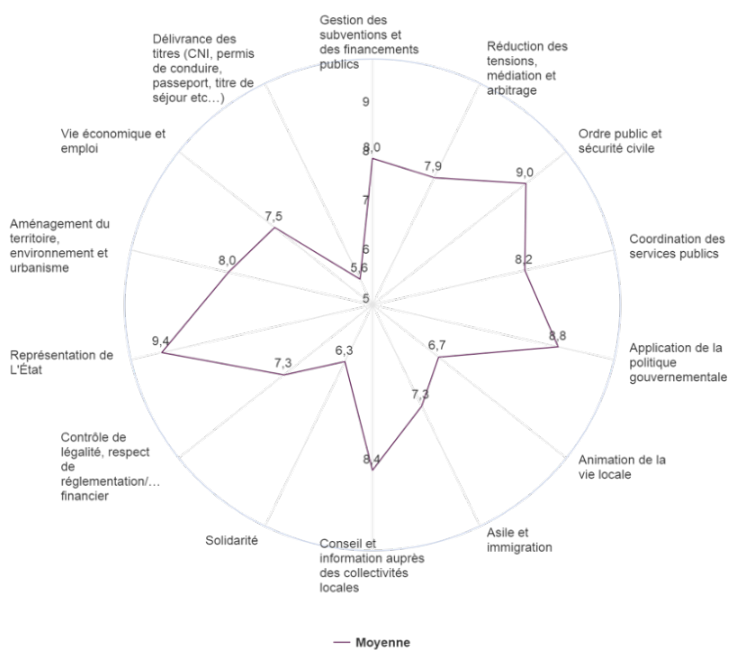 Gestion des
subventions et
des financements
publics
Réduction des
tensions,
médiation et
arbitrage
Ordre public et
sécurité civile
Coordination des
services publics
Application de la
politique
gouvernementale
Animation de la
vie locale
Asile et
immigration
Conseil et
information auprès
des collectivités
locales
Solidarité
Contrôle de
légalité, respect
de
réglementation/…
financier
Représentation de
L'État
Aménagement du
territoire,
environnement et
urbanisme
Vie économique et
emploi
Délivrance des
titres (CNI, permis
de conduire,
passeport, titre de
séjour etc…)
9
8
7
6
5
8,0
7,9
9,0
8,2
8,8
6,7
7,3
8,4
6,3
7,3
9,4
8,0
7,5
5,6
Moyenne